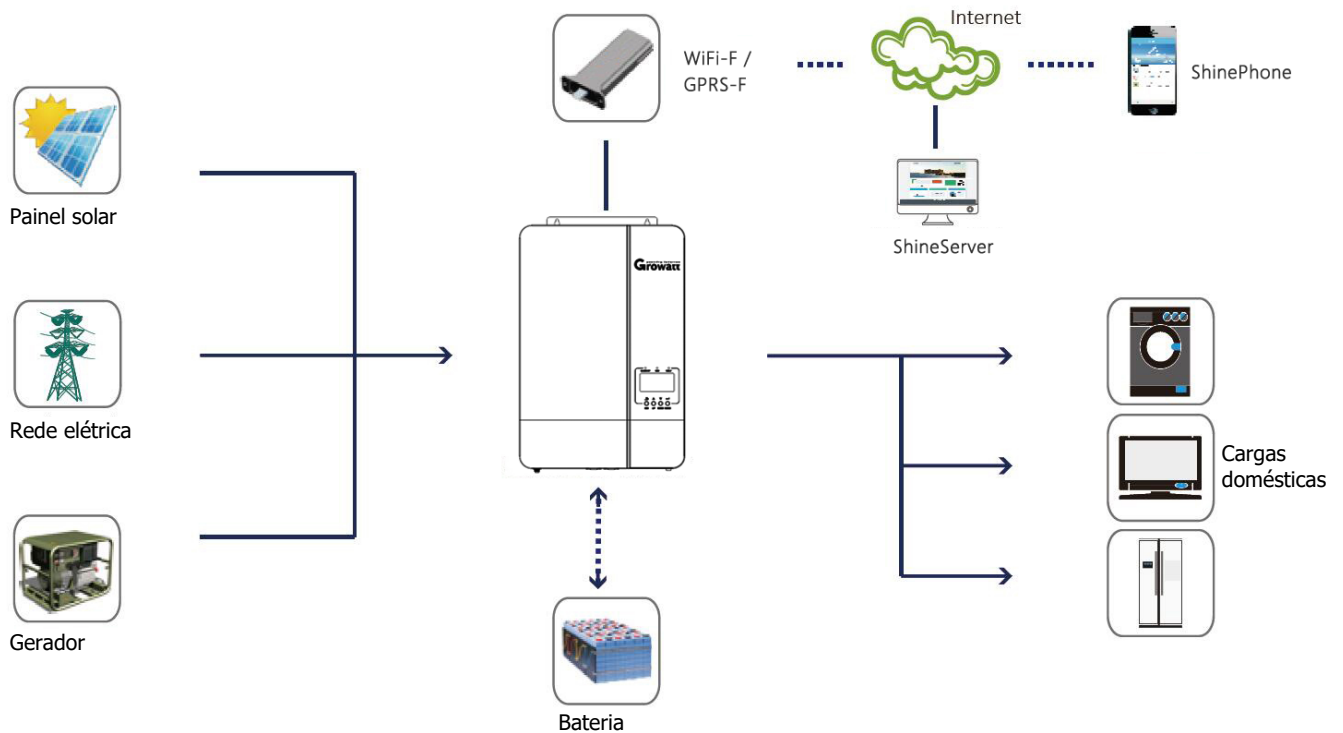 Internet
WiFi-F /
GPRS-F
ShinePhone
Painel solar
ShineServer
Growatt
Rede elétrica
Cargas
domésticas
Gerador
Bateria